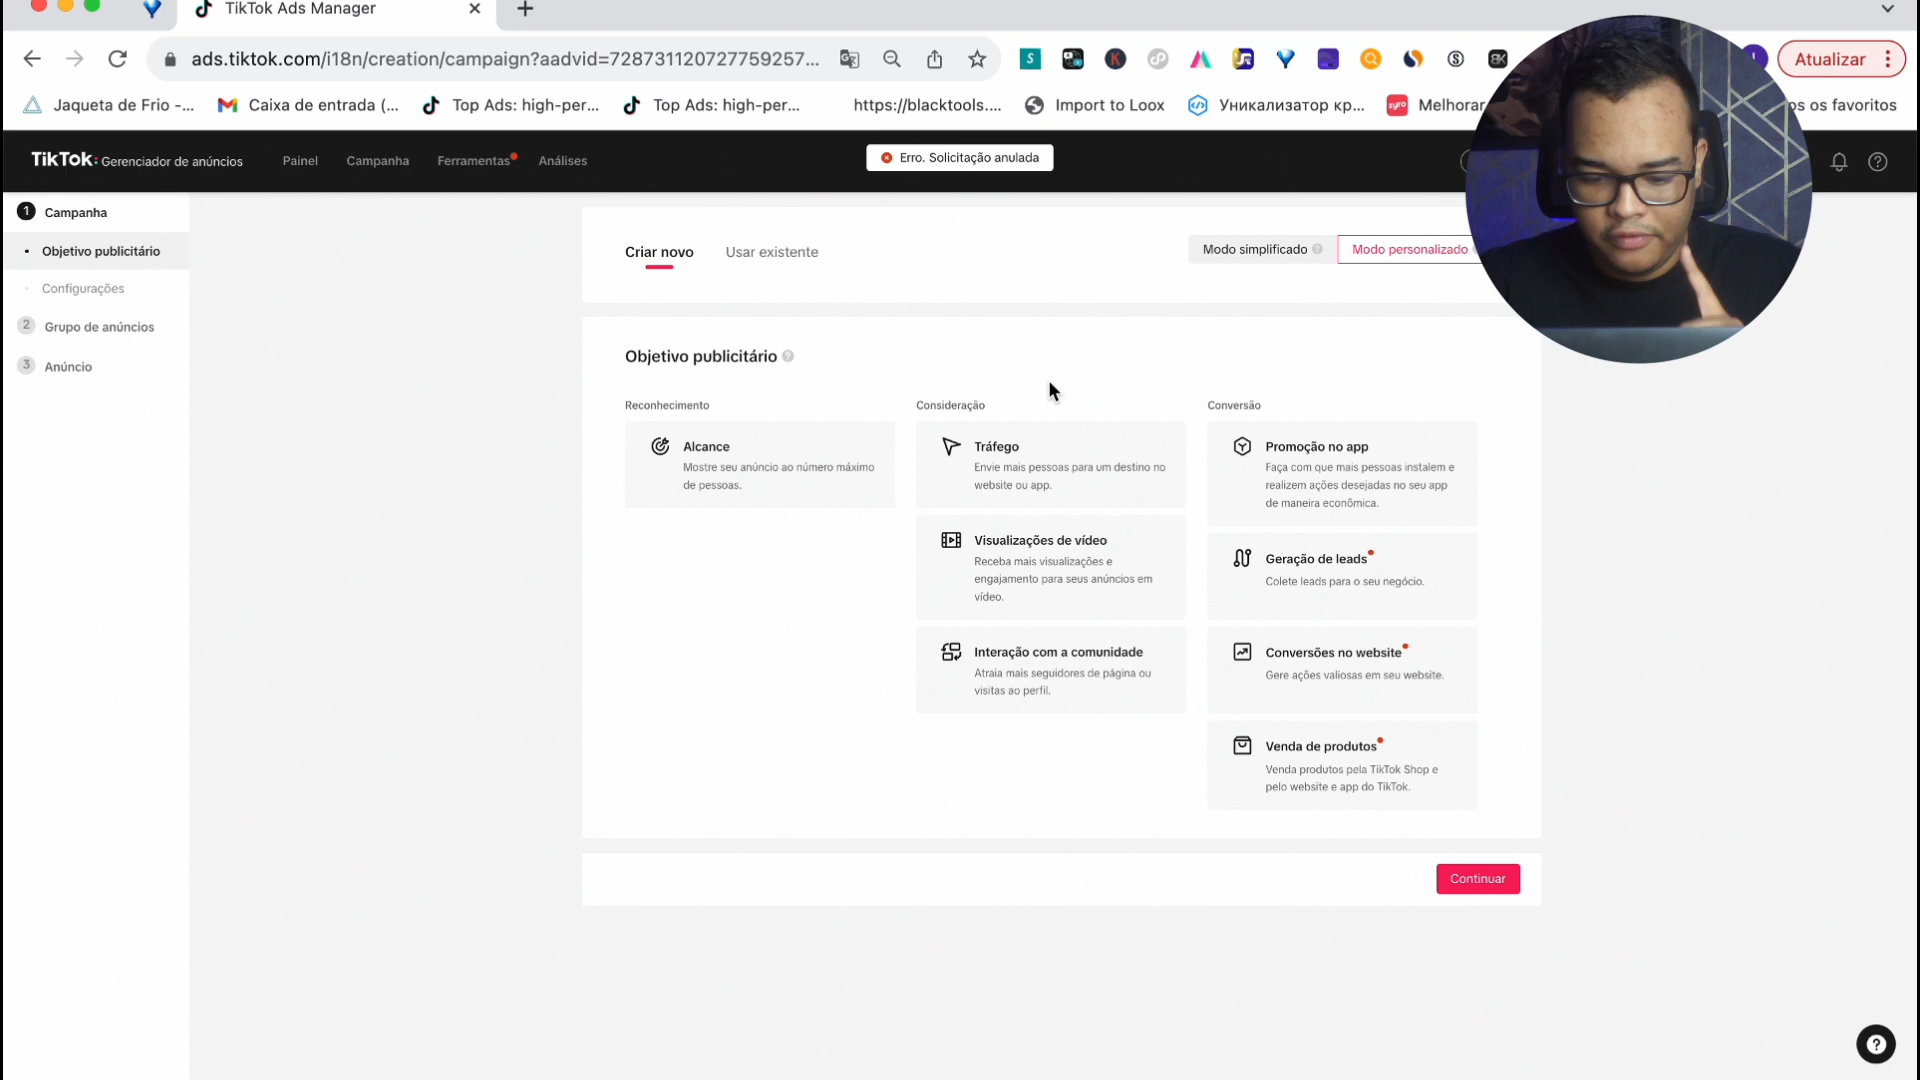 TikTok Ads Manager
ads.tiktok.com/i18n/creation/campaign?aadvid=728731120727759257...
Atualizar
Jaqueta de Frio -...
Caixa de entrada (...
Top Ads: high-per...
Top Ads: high-per...
https://blacktools....
Import to Loox
Уникализатор кр...
zyro
Melhorar
os os favoritos
TikTok: Gerenciador de anúncios
Painel
Campanha
Ferramentas
Análises
Erro. Solicitação anulada
1 Campanha
Objetivo publicitário
Configurações
2 Grupo de anúncios
3 Anúncio
Criar novo
Usar existente
Modo simplificado
Modo personalizado
Objetivo publicitário
Reconhecimento
Alcance
Mostre seu anúncio ao número máximo
de pessoas.
Consideração
Tráfego
Envie mais pessoas para um destino no
website ou app.
Visualizações de vídeo
Receba mais visualizações e
engajamento para seus anúncios em
vídeo.
Interação com a comunidade
Atraia mais seguidores de página ou
visitas ao perfil.
Conversão
Promoção no app
Faça com que mais pessoas instalem e
realizem ações desejadas no seu app
de maneira econômica.
Geração de leads
Colete leads para o seu negócio.
Conversões no website
Gere ações valiosas em seu website.
Venda de produtos
Venda produtos pela TikTok Shop e
pelo website e app do TikTok.
Continuar